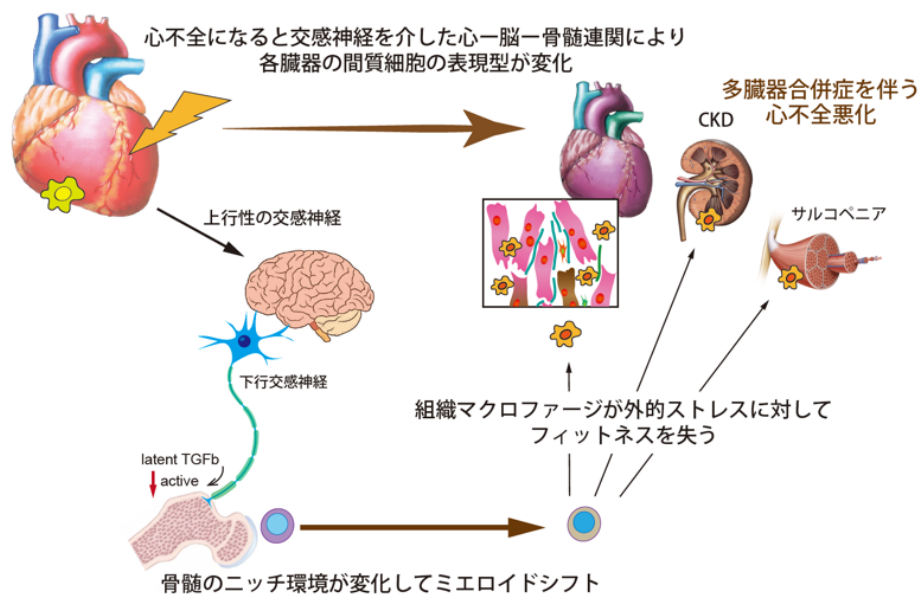 心不全になると交感神経を介した心ー脳ー骨髄連関により
各臓器の間質細胞の表現型が変化
多臓器合併症を伴う
心不全悪化
CKD
サルコペニア
上行性の交感神経
下行交感神経
組織マクロファージが外的ストレスに対して
フィットネスを失う
latent TGFb
active
骨髄のニッチ環境が変化してミエロイドシフト